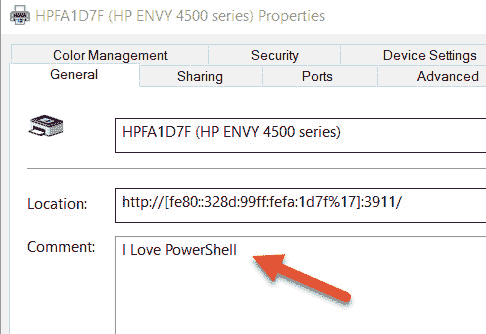 HPFA1D7F (HP ENVY 4500 series) Properties
Color Management Security Device Settings
General Sharing Ports Advanced
HPFA1D7F (HP ENVY 4500 series)
Location: http://[fe80::328d:99ff:fefa:1d7f%17]:3911/
Comment: I Love PowerShell